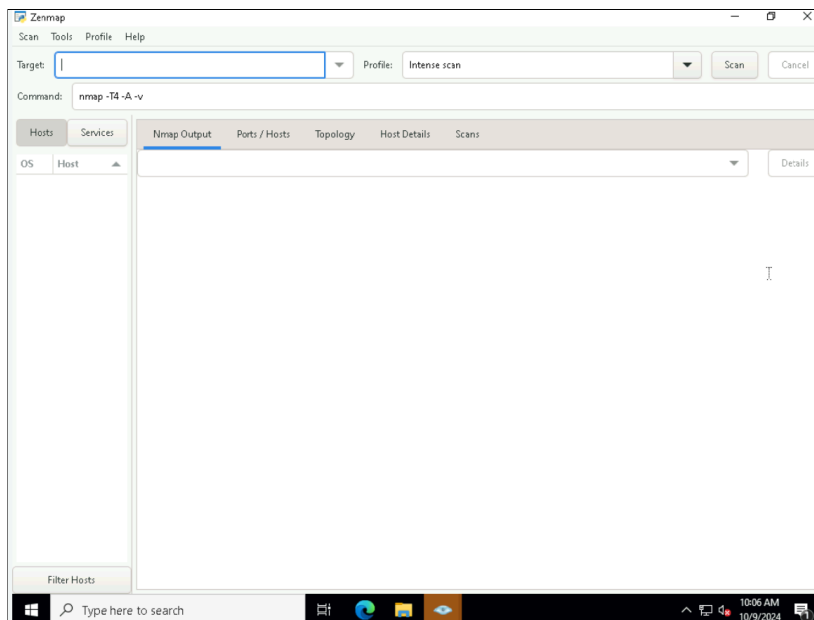 Zenmap
Scan Tools Profile Help
Target: Profile: Intense scan Scan Cancel
Command: nmap -T4 -A -v
Hosts Services Nmap Output Ports / Hosts Topology Host Details Scans
OS Host Details
Filter Hosts
Type here to search 10:06 AM
10/9/2024